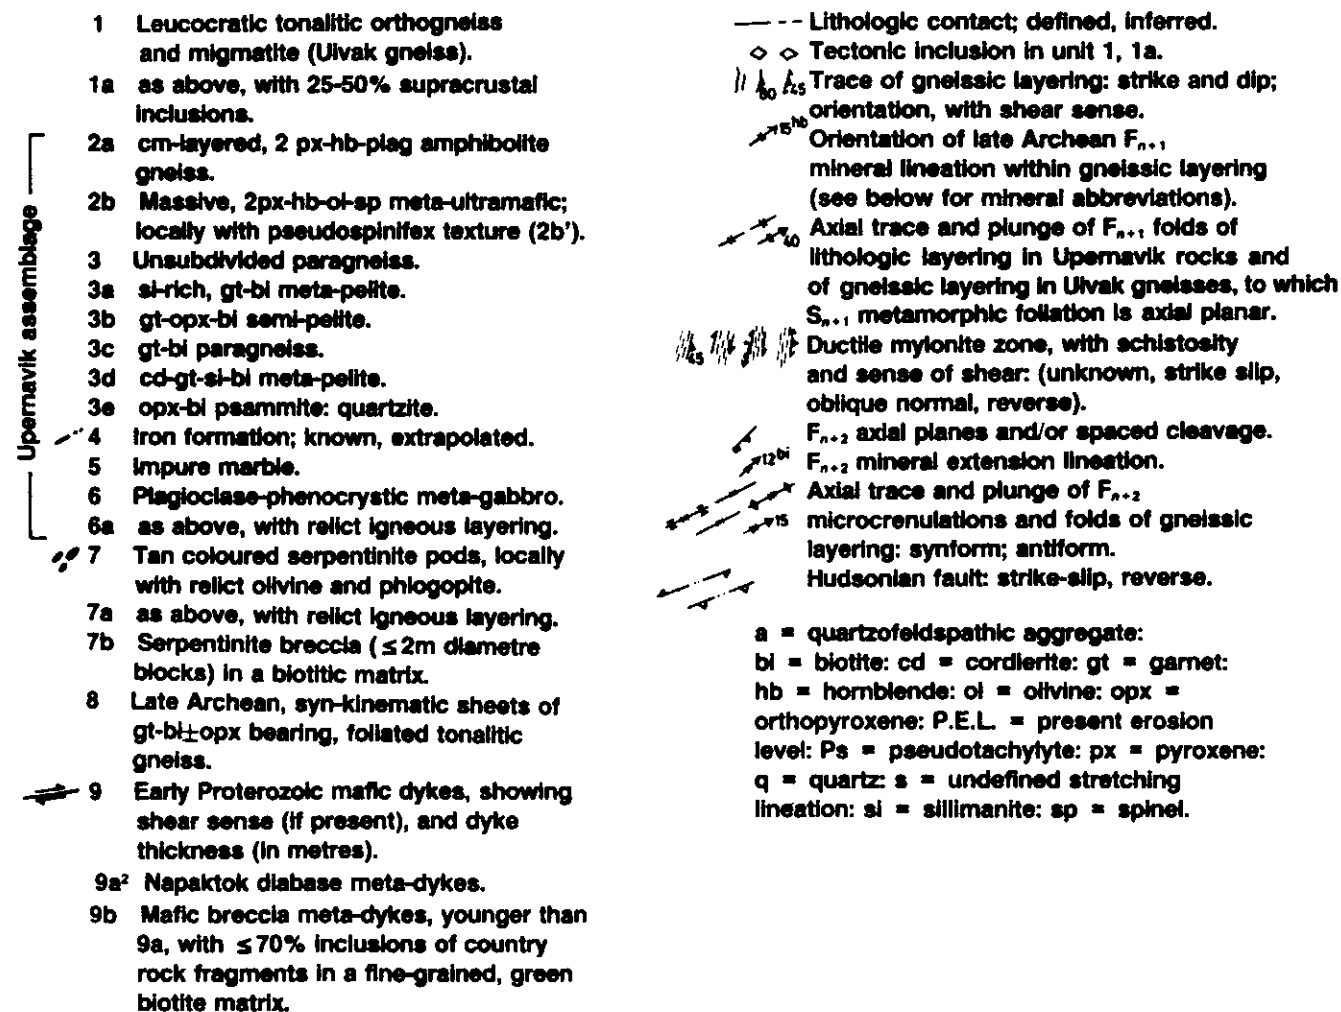 1 Leucocratic tonalitic orthogneiss
and migmatite (Uivak gneiss).
1a as above, with 25-50% supracrustal
inclusions.
Upernavik assemblage
2a cm-layered, 2 px-hb-plag amphibolite
gneiss.
2b Massive, 2px-hb-ol-sp meta-ultramafic;
locally with pseudospinifex texture (2b').
3 Unsubdivided paragneiss.
3a si-rich, gt-bi meta-pelite.
3b gt-opx-bi semi-pelite.
3c gt-bi paragneiss.
3d cd-gt-si-bi meta-pelite.
3e opx-bi psammite: quartzite.
4 Iron formation; known, extrapolated.
5 Impure marble.
6 Plagioclase-phenocrystic meta-gabbro.
6a as above, with relict igneous layering.
7 Tan coloured serpentinite pods, locally
with relict olivine and phlogopite.
7a as above, with relict igneous layering.
7b Serpentinite breccia (≤2m diametre
blocks) in a biotitic matrix.
8 Late Archean, syn-kinematic sheets of
gt-bi±opx bearing, foliated tonalitic
gneiss.
9 Early Proterozoic mafic dykes, showing
shear sense (if present), and dyke
thickness (in metres).
9a² Napaktok diabase meta-dykes.
9b Mafic breccia meta-dykes, younger than
9a, with ≤70% inclusions of country
rock fragments in a fine-grained, green
biotite matrix.
Lithologic contact; defined, inferred.
Tectonic inclusion in unit 1, 1a.
80 45 Trace of gneissic layering: strike and dip;
orientation, with shear sense.
15 hb Orientation of late Archean Fn+1
mineral lineation within gneissic layering
(see below for mineral abbreviations).
Axial trace and plunge of Fn+1 folds of
40 lithologic layering in Upernavik rocks and
of gneissic layering in Uivak gneisses, to which
Sn+1 metamorphic foliation is axial planar.
45 Ductile mylonite zone, with schistosity
and sense of shear: (unknown, strike slip,
oblique normal, reverse).
Fn+2 axial planes and/or spaced cleavage.
12 bi Fn+2 mineral extension lineation.
Axial trace and plunge of Fn+2
15 microcrenulations and folds of gneissic
layering: synform; antiform.
Hudsonian fault: strike-slip, reverse.
a = quartzofeldspathic aggregate:
bi = biotite: cd = cordierite: gt = garnet:
hb = hornblende: ol = olivine: opx =
orthopyroxene: P.E.L. = present erosion
level: Ps = pseudotachylyte: px = pyroxene:
q = quartz: s = undefined stretching
lineation: si = sillimanite: sp = spinel.